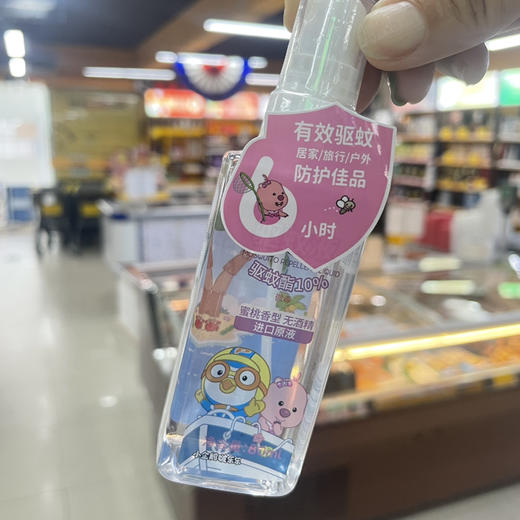 有效驱蚊
居家/旅行/户外
防护佳品
6
小时
MOSQUITO REPELLENT LIQUID
驱蚊酯10%
蜜桃香型 无酒精
进口原液